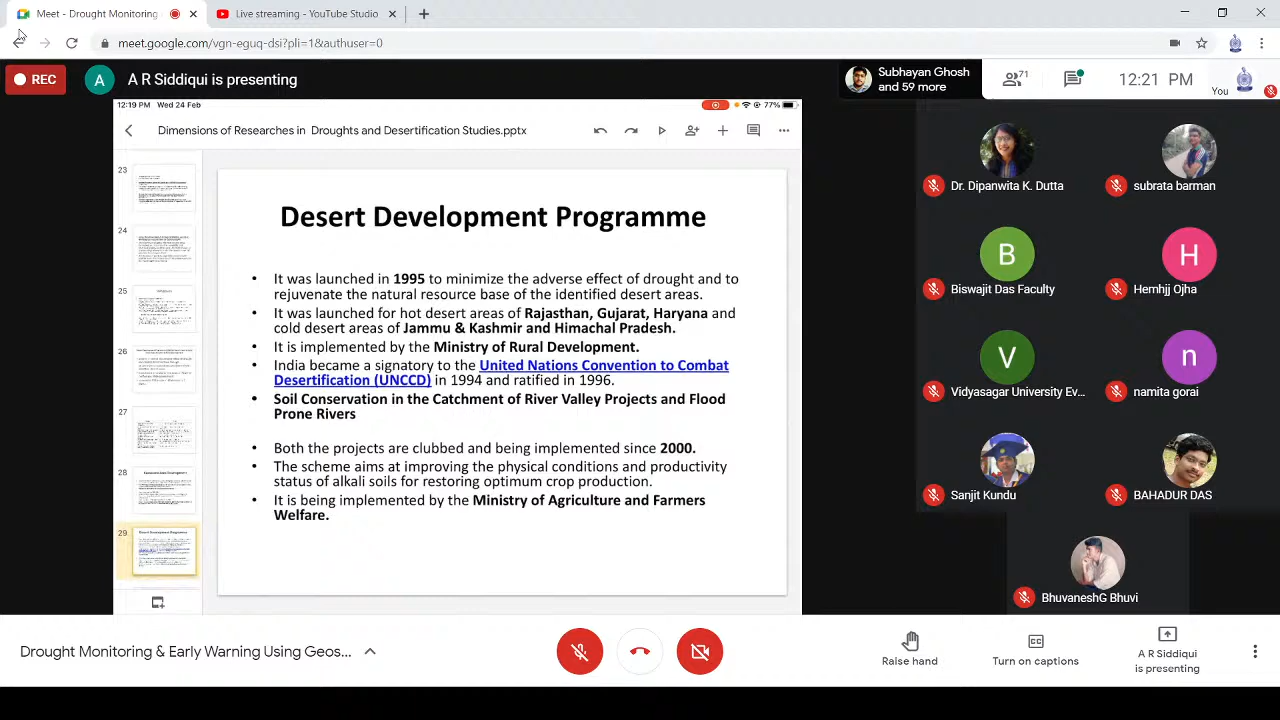 Meet - Drought Monitoring
Live streaming - YouTube Studio
meet.google.com/vgn-eguq-dsi?pli=1&authuser=0
REC
A
A R Siddiqui is presenting
Subhayan Ghosh
and 59 more
71
12:21 PM
You
12:19 PM Wed 24 Feb
77%
Dimensions of Researches in Droughts and Desertification Studies.pptx
23
24
25
26
27
28
29
Desert Development Programme
• It was launched in 1995 to minimize the adverse effect of drought and to
rejuvenate the natural resource base of the identified desert areas.
• It was launched for hot desert areas of Rajasthan, Gujarat, Haryana and
cold desert areas of Jammu & Kashmir and Himachal Pradesh.
• It is implemented by the Ministry of Rural Development.
• India became a signatory to the United Nations Convention to Combat
Desertification (UNCCD) in 1994 and ratified in 1996.
• Soil Conservation in the Catchment of River Valley Projects and Flood
Prone Rivers
• Both the projects are clubbed and being implemented since 2000.
• The scheme aims at improving the physical conditions and productivity
status of alkali soils for restoring optimum crop production.
• It is being implemented by the Ministry of Agriculture and Farmers
Welfare.
Dr. Dipanwita
subrata barman
B
Biswajit Das Faculty
H
Hemhjj Ojha
V
Vidyasagar University Ev...
n
namita gorai
Sanjit Kundu
BAHADUR DAS
BhuvaneshG Bhuvi
Drought Monitoring & Early Warning Using Geos...
Raise hand
Turn on captions
A R Siddiqui
is presenting